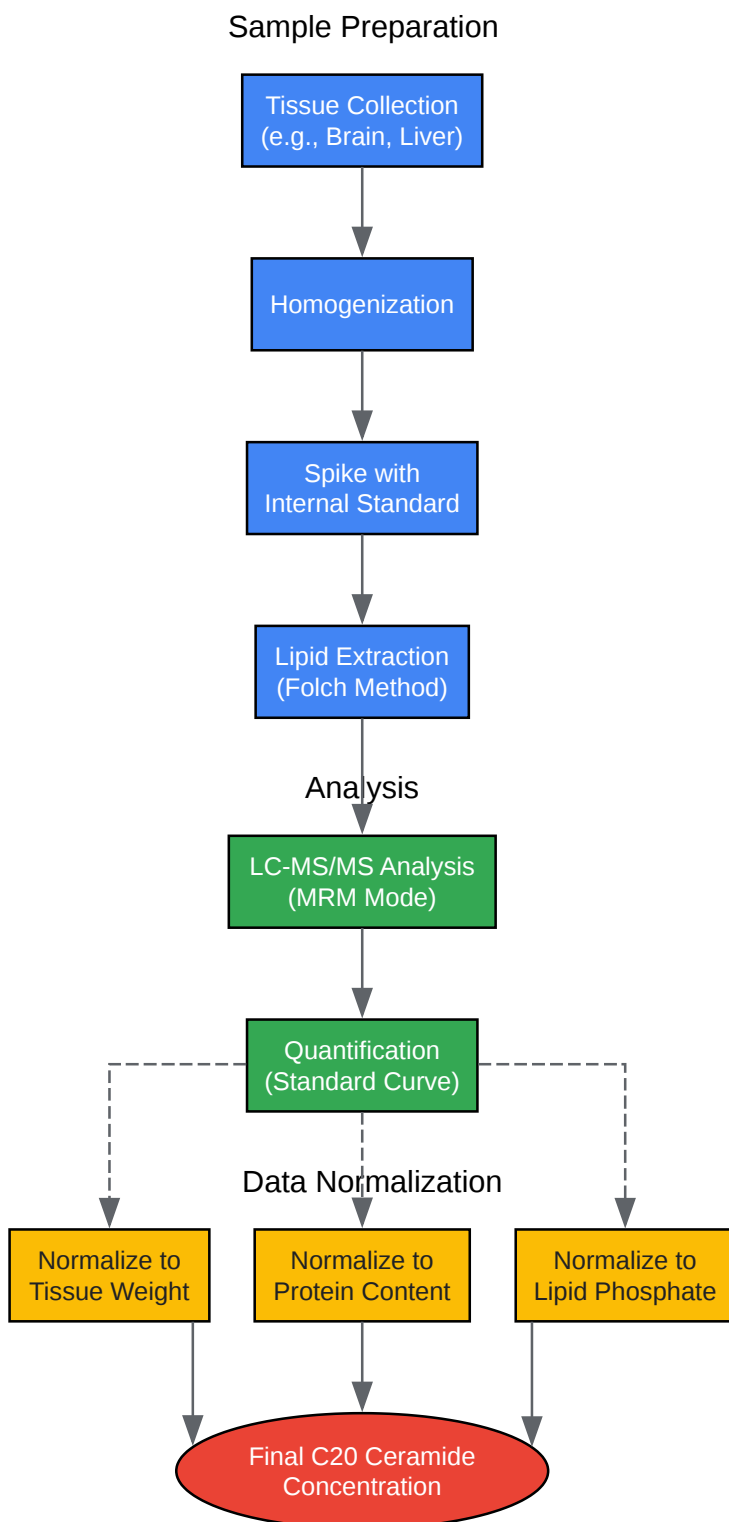 Sample Preparation
Tissue Collection
(e.g., Brain, Liver)
Homogenization
Spike with
Internal Standard
Lipid Extraction
(Folch Method)
Analysis
LC-MS/MS Analysis
(MRM Mode)
Quantification
(Standard Curve)
Data Normalization
Normalize to
Tissue Weight
Normalize to
Protein Content
Normalize to
Lipid Phosphate
Final C20 Ceramide
Concentration